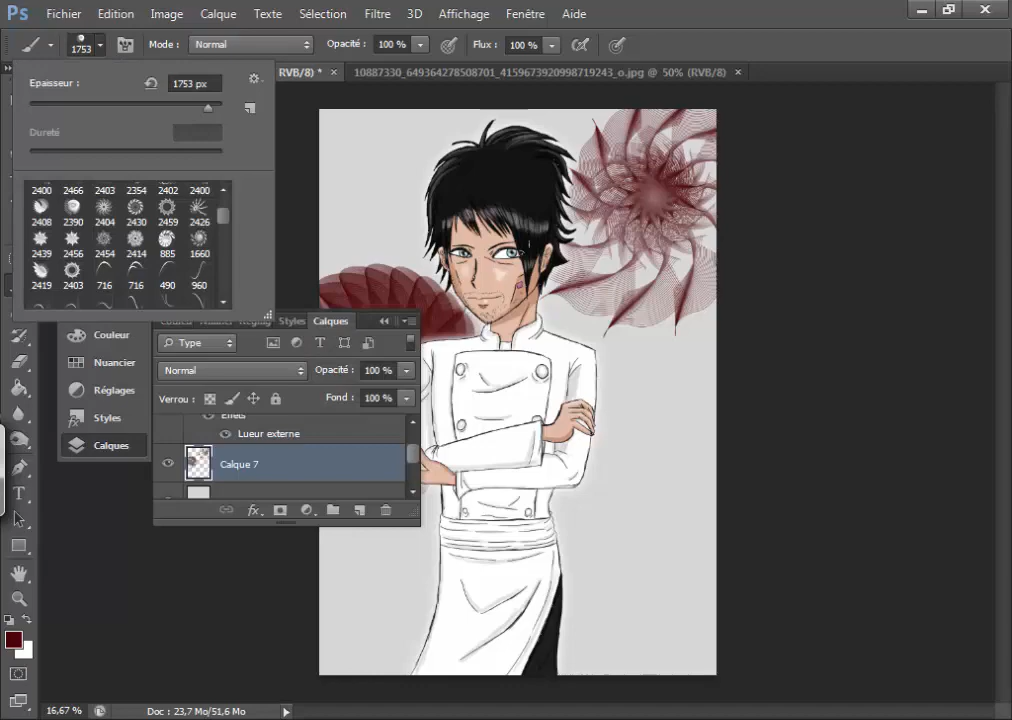 Ps Fichier Edition Image Calque Texte Sélection Filtre 3D Affichage Fenêtre Aide
1753 Mode : Normal Opacité : 100 % Flux : 100 %
RVB/8) * × 10887330_649364278508701_4159673920998719243_o.jpg @ 50% (RVB/8) ×
Epaisseur : 1753 px
Dureté
2400 2466 2403 2354 2402 2400
2408 2390 2404 2430 2459 2426
2439 2456 2454 2414 885 1660
2419 2403 716 716 490 960
Couleur
Nuancier
Réglages
Styles
Calques
Styles Calques
Type
Normal Opacité : 100 %
Verrou : Fond : 100 %
Effets
Lueur externe
Calque 7
fx
16,67 % Doc : 23,7 Mo/51,6 Mo